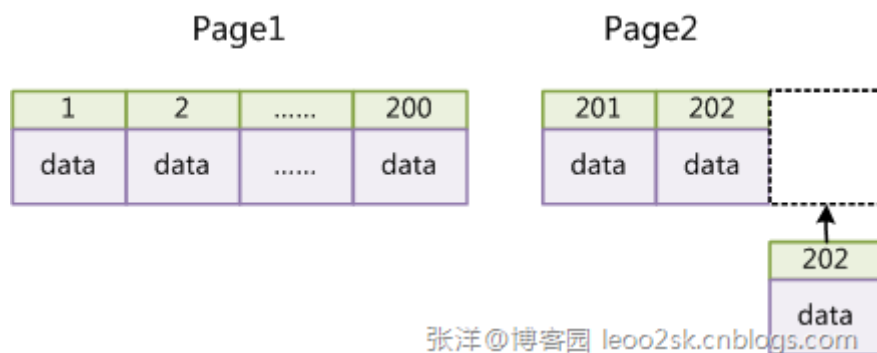 Page1 Page2
1 2 ...... 200 201 202
data data ...... data data data
202
data
张洋@博客园 leoo2sk.cnblogs.com